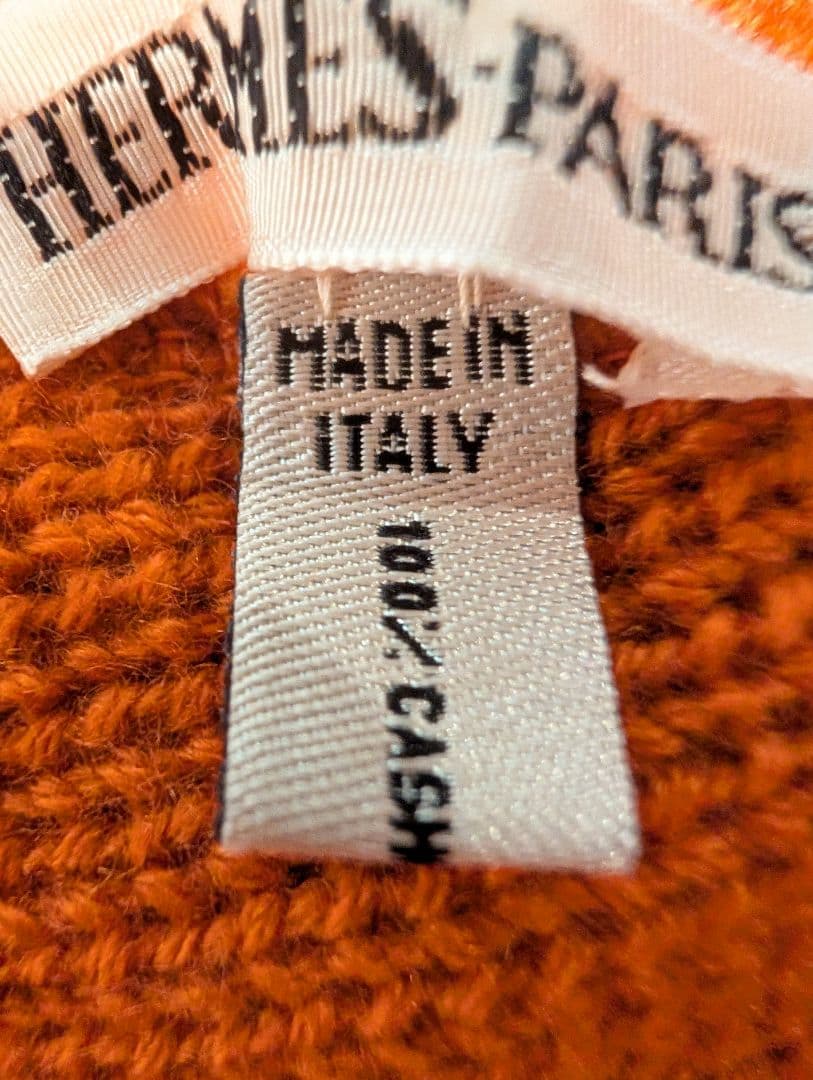 HERMES-PARIS
MADE IN
ITALY
100% CASH